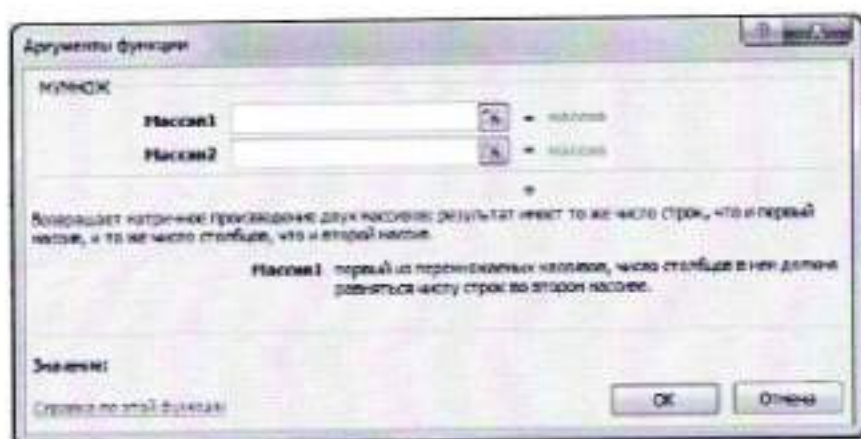 Аргументы функции
МУМНОЖ
Массив1 = массив
Массив2 = массив
=
Возвращает матричное произведение двух массивов; результат имеет то же число строк, что и первый
массив, и то же число столбцов, что и второй массив.
Массив1 первый из перемножаемых массивов, число столбцов в нем должно
равняться числу строк во втором массиве.
Значение:
Справка по этой функции
ОК Отмена